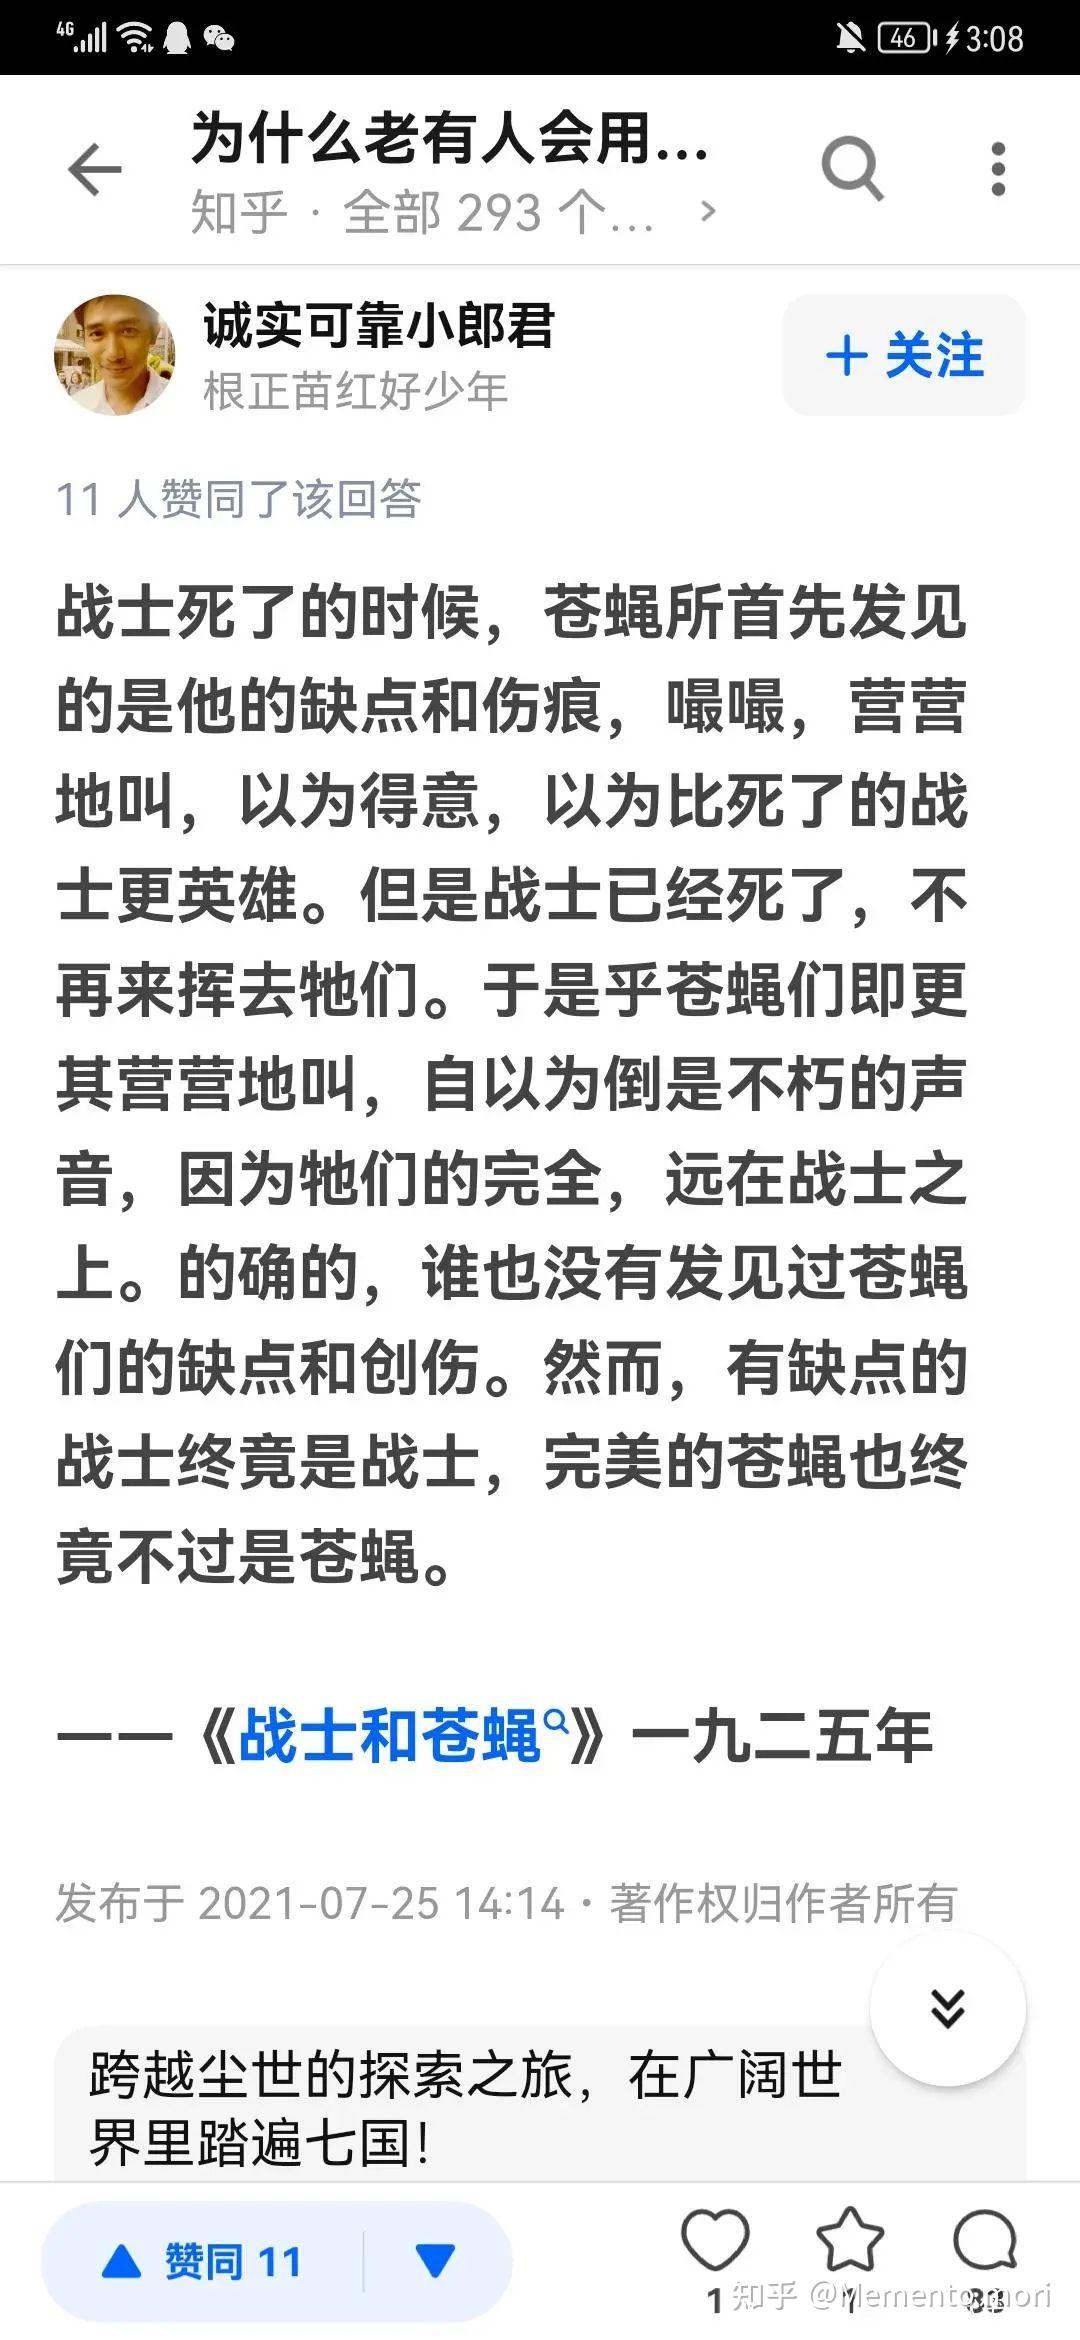 4G 46 3:08
为什么老有人会用...
知乎 · 全部 293 个... >
诚实可靠小郎君
根正苗红好少年
+ 关注
11 人赞同了该回答
战士死了的时候，苍蝇所首先发见
的是他的缺点和伤痕，嘬嘬，营营
地叫，以为得意，以为比死了的战
士更英雄。但是战士已经死了，不
再来挥去牠们。于是乎苍蝇们即更
其营营地叫，自以为倒是不朽的声
音，因为牠们的完全，远在战士之
上。的确的，谁也没有发见过苍蝇
们的缺点和创伤。然而，有缺点的
战士终竟是战士，完美的苍蝇也终
竟不过是苍蝇。
——《战士和苍蝇》一九二五年
发布于 2021-07-25 14:14 · 著作权归作者所有
跨越尘世的探索之旅，在广阔世
界里踏遍七国！
赞同 11
1
知乎 @Memento mori